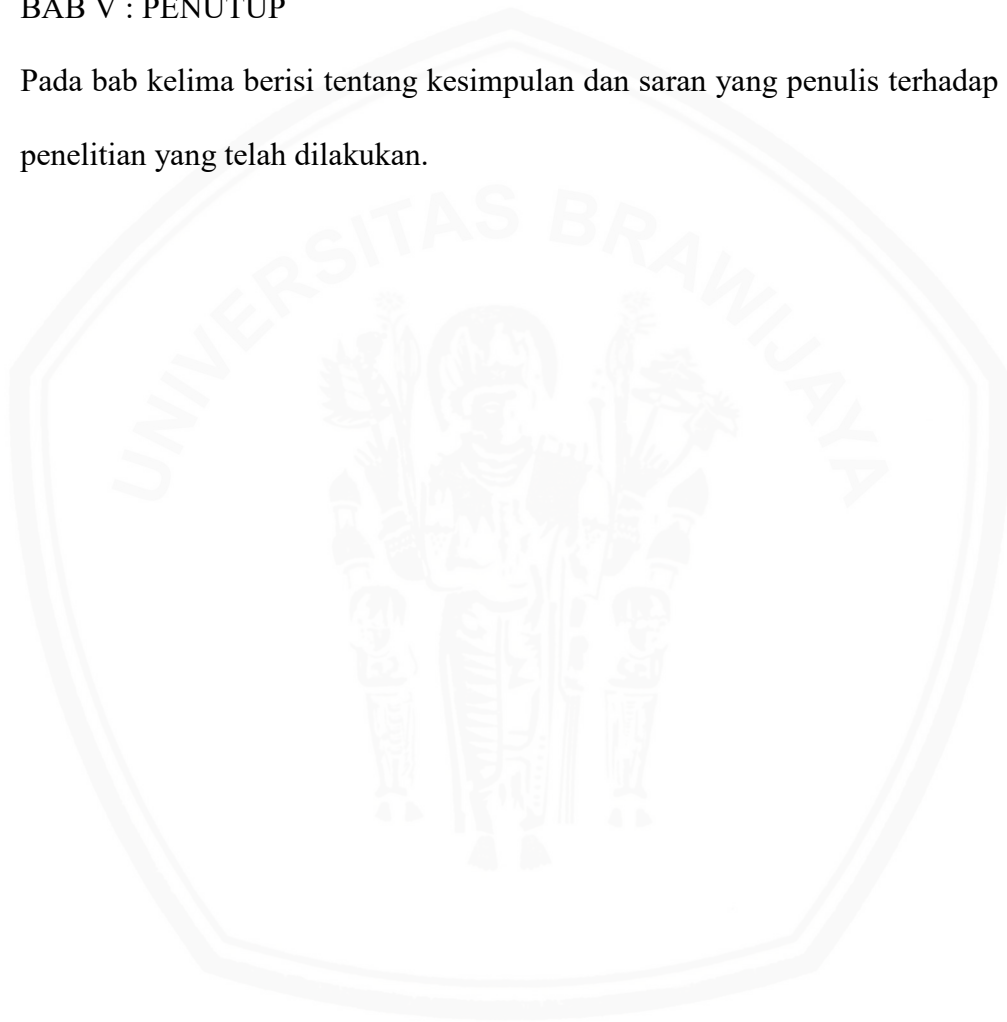 BAB V : PENUTUP
Pada bab kelima berisi tentang kesimpulan dan saran yang penulis terhadap
penelitian yang telah dilakukan.
UNIVERSITAS BRAWIJAYA